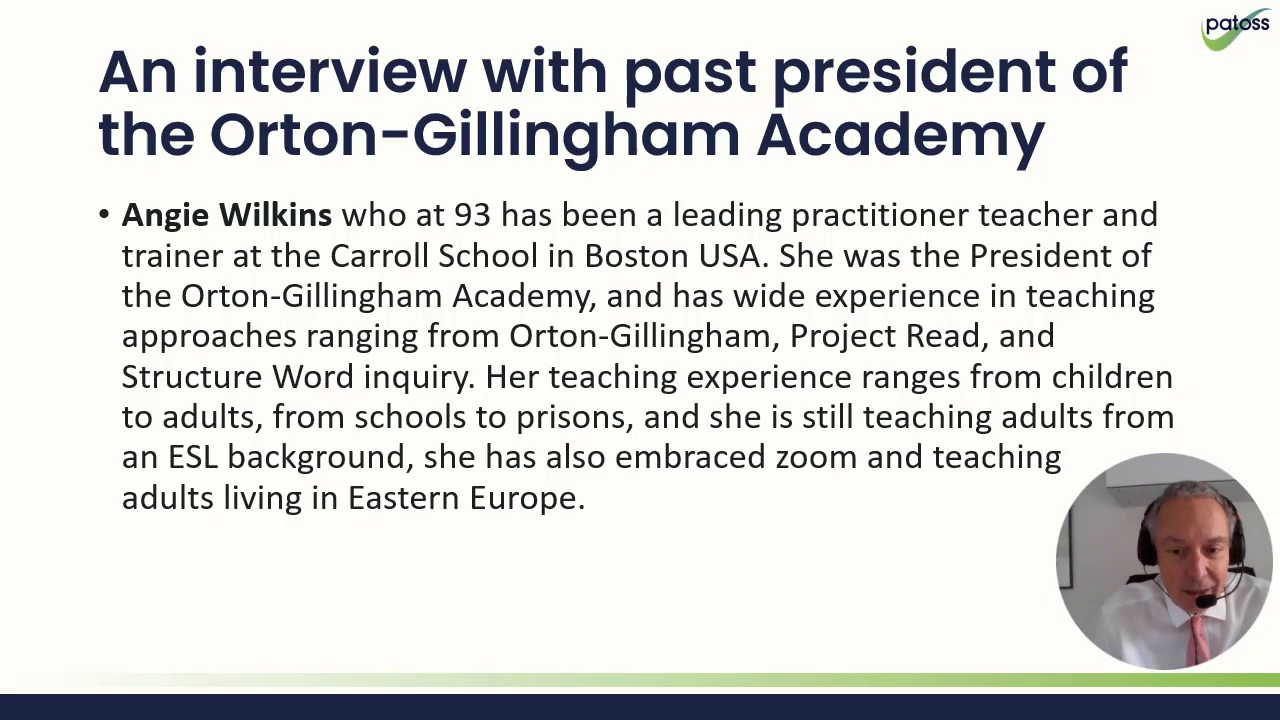 patoss
An interview with past president of
the Orton-Gillingham Academy
• Angie Wilkins who at 93 has been a leading practitioner teacher and
trainer at the Carroll School in Boston USA. She was the President of
the Orton-Gillingham Academy, and has wide experience in teaching
approaches ranging from Orton-Gillingham, Project Read, and
Structure Word inquiry. Her teaching experience ranges from children
to adults, from schools to prisons, and she is still teaching adults from
an ESL background, she has also embraced zoom and teaching
adults living in Eastern Europe.